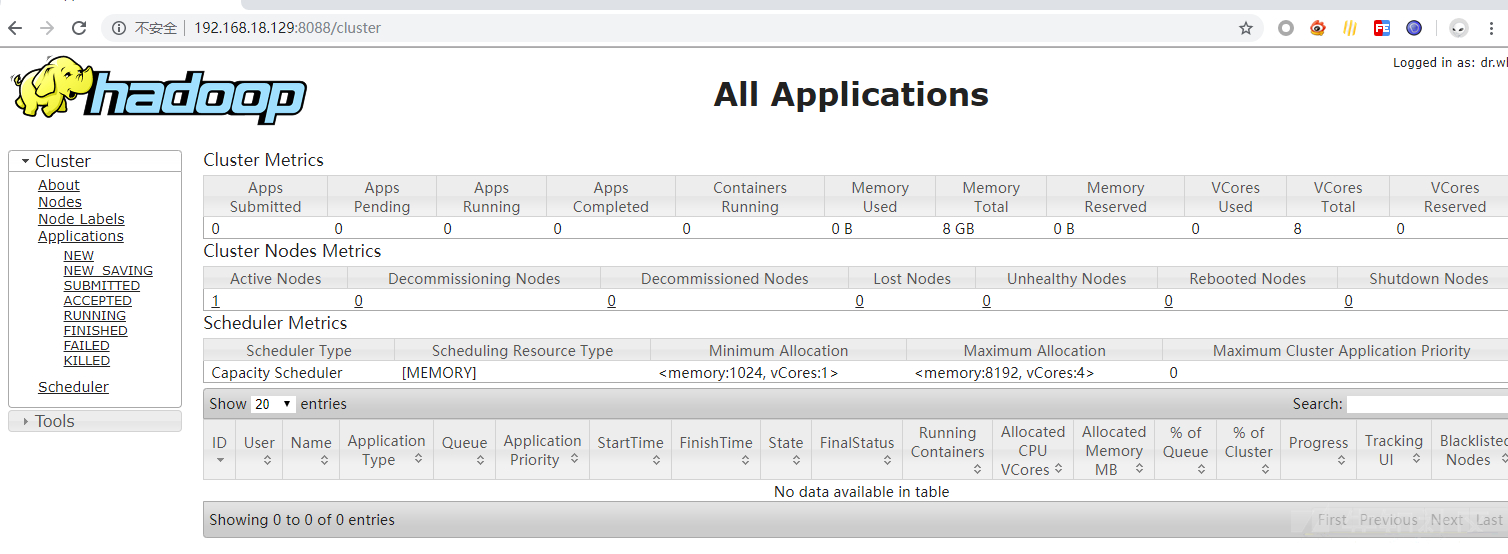 不安全 192.168.18.129:8088/cluster
Logged in as: dr.w
hadoop
All Applications
Cluster
About
Nodes
Node Labels
Applications
NEW
NEW_SAVING
SUBMITTED
ACCEPTED
RUNNING
FINISHED
FAILED
KILLED
Scheduler
Tools
Cluster Metrics
Apps Submitted Apps Pending Apps Running Apps Completed Containers Running Memory Used Memory Total Memory Reserved VCores Used VCores Total VCores Reserved
0 0 0 0 0 0 B 8 GB 0 B 0 8 0
Cluster Nodes Metrics
Active Nodes Decommissioning Nodes Decommissioned Nodes Lost Nodes Unhealthy Nodes Rebooted Nodes Shutdown Nodes
1 0 0 0 0 0 0
Scheduler Metrics
Scheduler Type Scheduling Resource Type Minimum Allocation Maximum Allocation Maximum Cluster Application Priority
Capacity Scheduler [MEMORY] <memory:1024, vCores:1> <memory:8192, vCores:4> 0
Show 20 entries Search:
ID User Name Application Type Queue Application Priority StartTime FinishTime State FinalStatus Running Containers Allocated CPU VCores Allocated Memory MB % of Queue % of Cluster Progress Tracking UI Blacklisted Nodes
No data available in table
Showing 0 to 0 of 0 entries First Previous Next Last